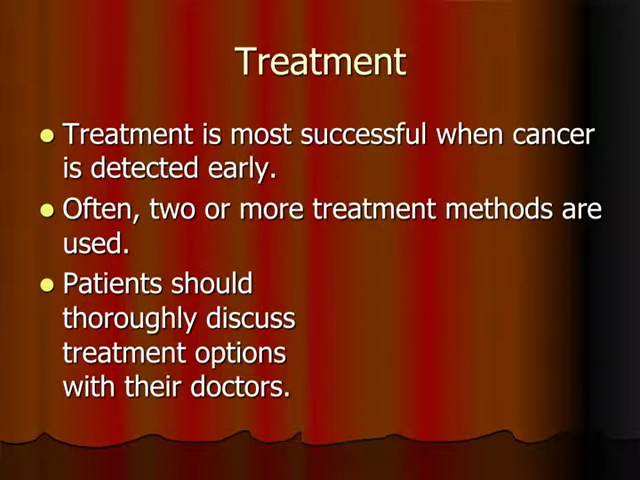 Treatment
Treatment is most successful when cancer
is detected early.
Often, two or more treatment methods are
used.
Patients should
thoroughly discuss
treatment options
with their doctors.